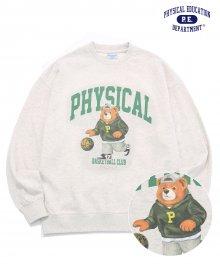 PHYSICAL EDUCATION
P.E.
DEPARTMENT
PHYSICAL
P
BASKETBALL CLUB
P